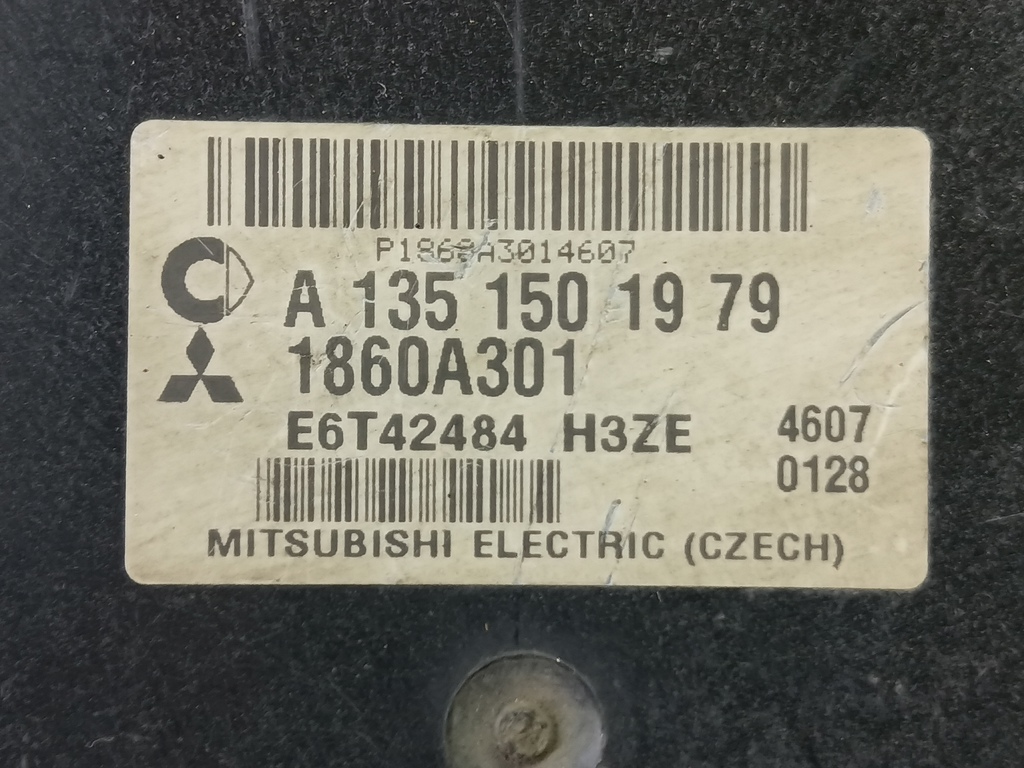 P1860A3014607
A 135 150 19 79
1860A301
E6T42484 H3ZE 4607
0128
MITSUBISHI ELECTRIC (CZECH)